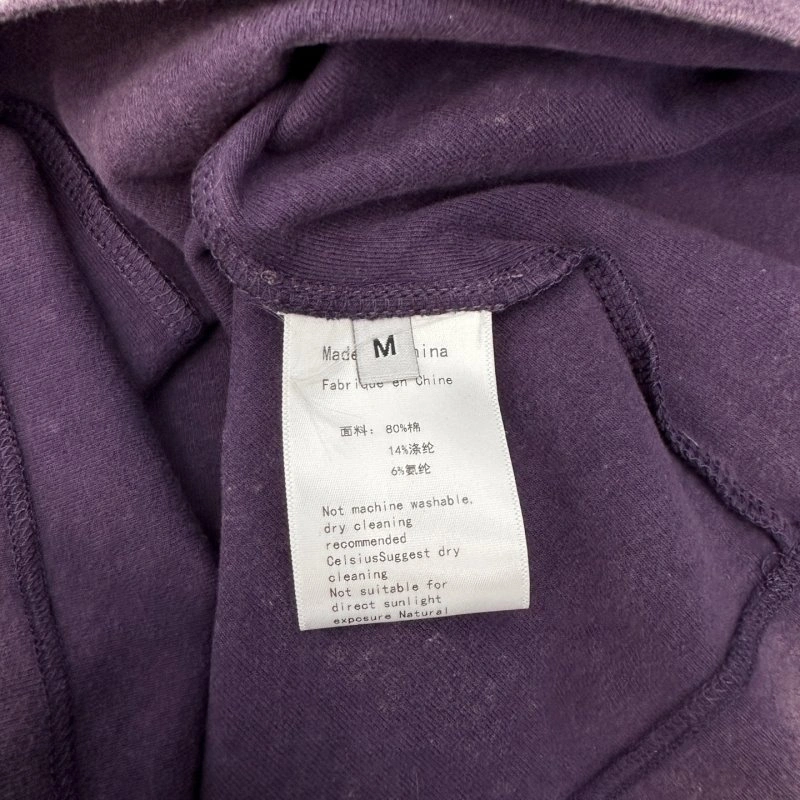 M
Made hina
Fabrique en Chine
面料: 80%棉
14%涤纶
6%氨纶
Not machine washable,
dry cleaning
recommended
CelsiusSuggest dry
cleaning
Not suitable for
direct sunlight
exposure Natural